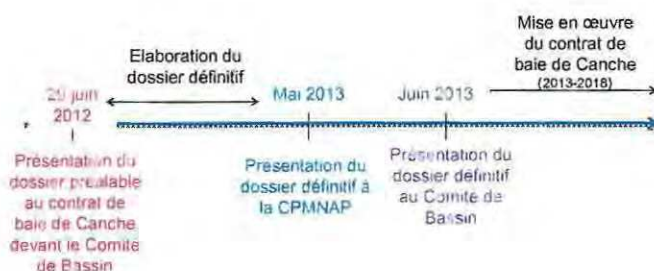 Elaboration du
dossier définitif
Mise en œuvre
du contrat de
baie de Canche
(2013-2018)
29 juin
2012
Mai 2013
Juin 2013
Présentation du
dossier préalable
au contrat de
baie de Canche
devant le Comité
de Bassin
Présentation du
dossier définitif à
la CPMNAP
Présentation du
dossier définitif
au Comité de
Bassin